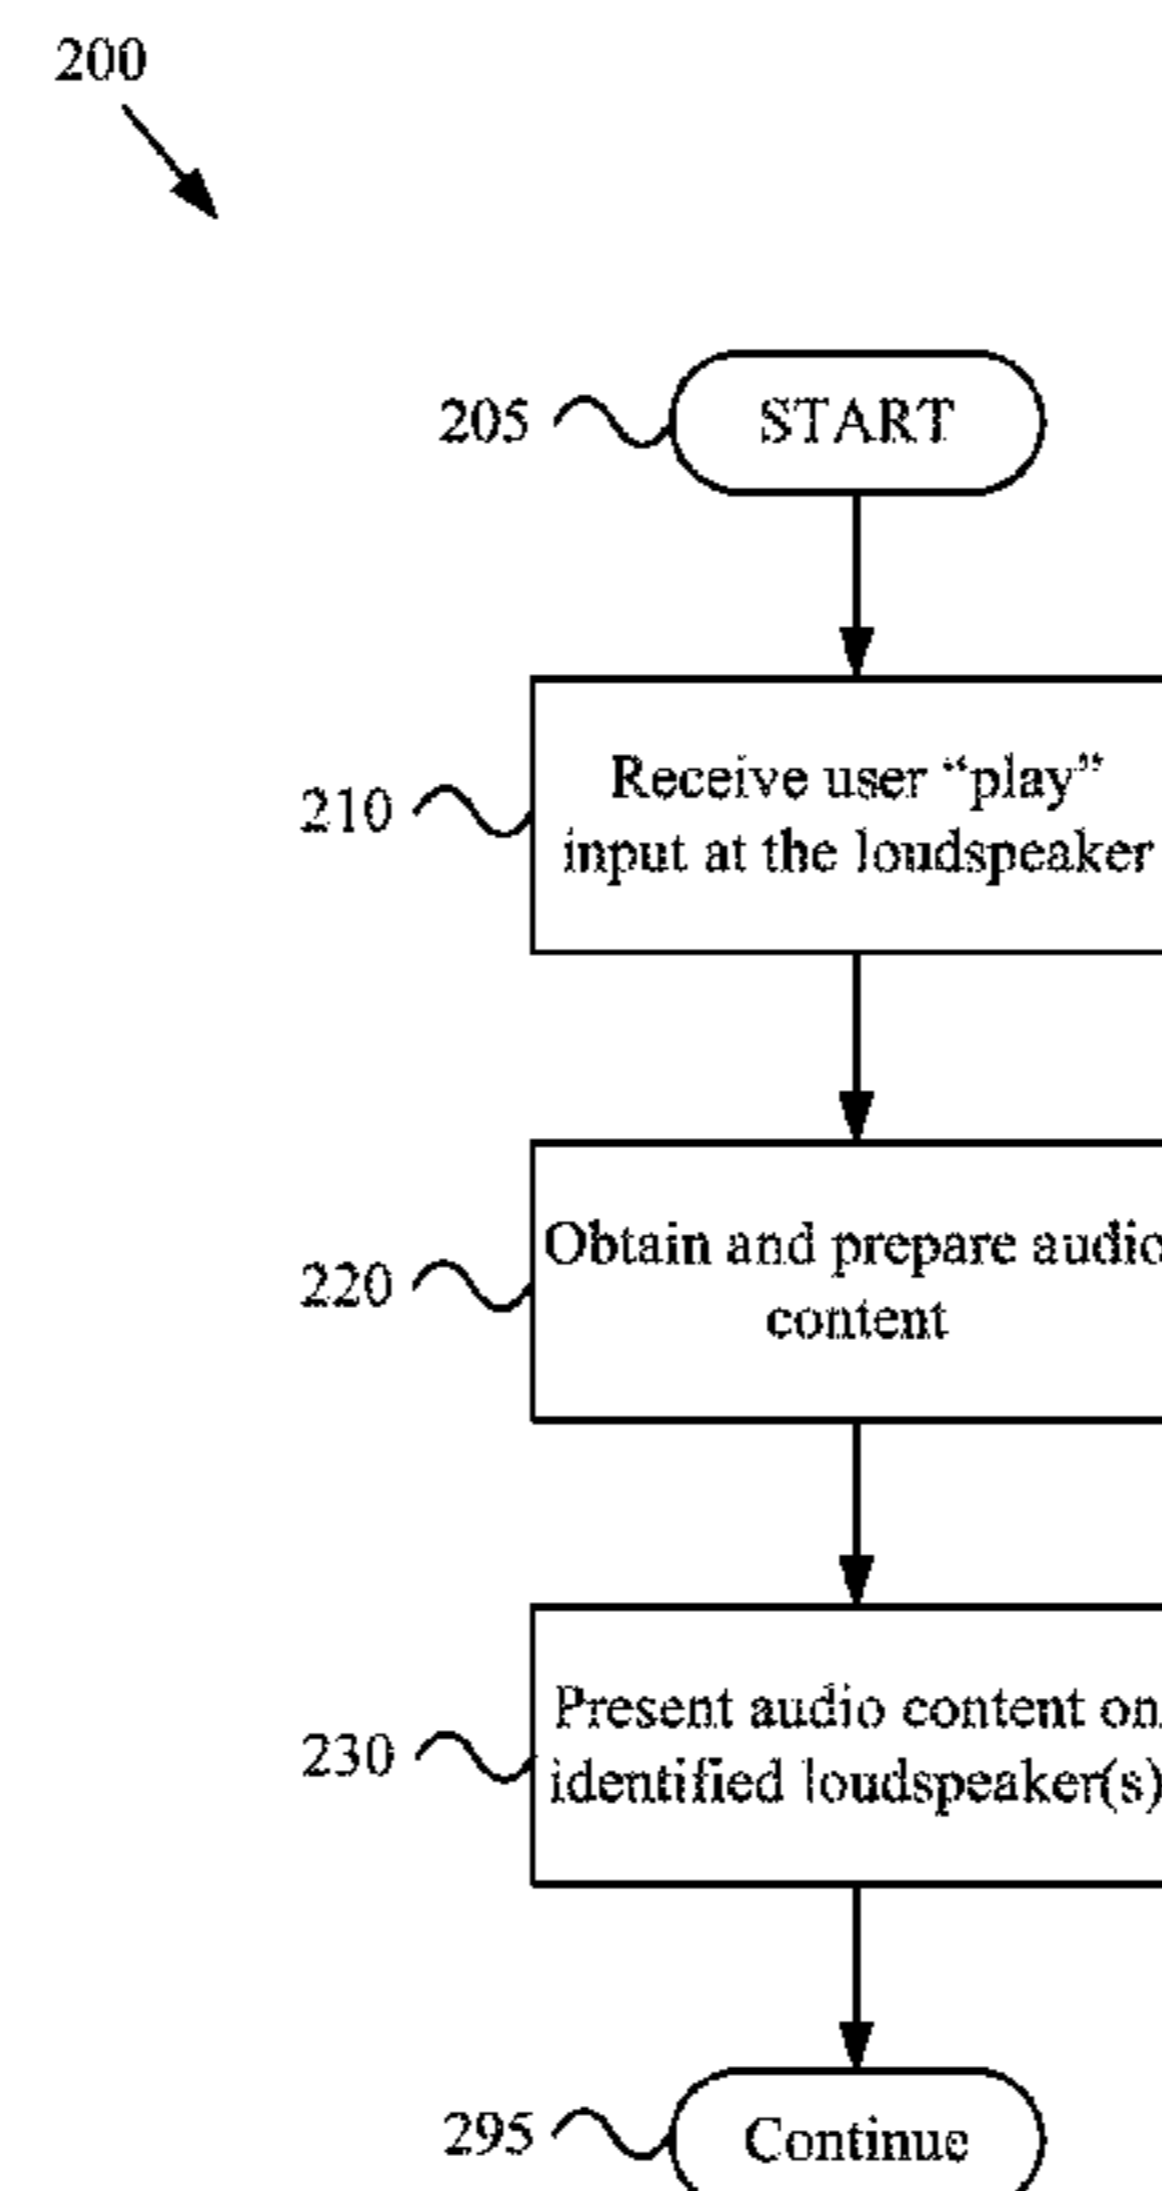 200
205
START
210
Receive user “play”
input at the loudspeaker
220
Obtain and prepare audio
content
230
Present audio content on
identified loudspeaker(s)
295
Continue